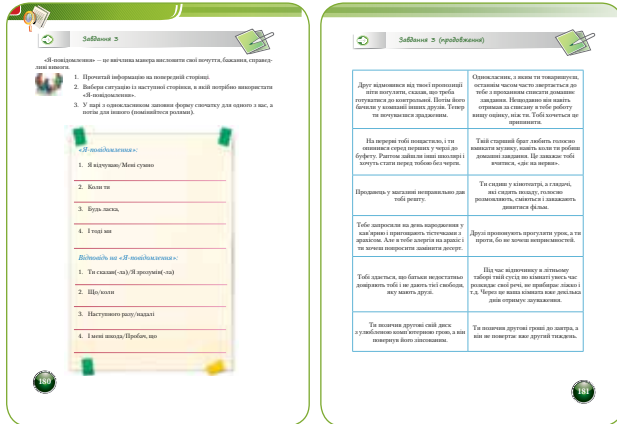 Завдання 3
«Я-повідомлення» — це ввічлива манера висловити свої почуття, бажання, справед-
ливі вимоги.
1. Прочитай інформацію на попередній сторінці.
2. Вибери ситуацію із наступної сторінки, в якій потрібно використати
«Я-повідомлення».
3. У парі з однокласником заповни форму спочатку для одного з вас, а
потім для іншого (поміняйтеся ролями).
«Я-повідомлення»:
1. Я відчуваю/Мені сумно
2. Коли ти
3. Будь ласка,
4. І тоді ми
Відповідь на «Я-повідомлення»:
1. Ти сказав(-ла)/Я зрозумів(-ла)
2. Що/коли
3. Наступного разу/надалі
4. І мені шкода/Пробач, що
180
Завдання 3 (продовження)
Друг відмовився від твоєї пропозиції
піти погуляти, сказав, що треба
готуватися до контрольної. Потім його
бачили у компанії інших друзів. Тепер
ти почуваєшся зрадженим.
Однокласник, з яким ти товаришуєш,
останнім часом часто звертається до
тебе з проханням списати домашнє
завдання. Нещодавно він навіть
отримав за списану в тебе роботу
вищу оцінку, ніж ти. Тобі хочеться це
припинити.
На перерві тобі пощастило, і ти
опинився серед перших у черзі до
буфету. Раптом зайшли інші школярі і
хочуть стати перед тобою без черги.
Твій старший брат любить голосно
вмикати музику, навіть коли ти робиш
домашні завдання. Це заважає тобі
вчитися, «діє на нерви».
Продавець у магазині неправильно дав
тобі решту.
Ти сидиш у кінотеатрі, а глядачі,
які сидять позаду, голосно
розмовляють, сміються і заважають
дивитися фільм.
Тебе запросили на день народження у
кав'ярню і пригощають тістечками з
арахісом. Але в тебе алергія на арахіс і
ти хочеш попросити замінити десерт.
Друзі пропонують прогуляти урок, а ти
проти, бо не хочеш неприємностей.
Тобі здається, що батьки недостатньо
довіряють тобі і не дають тієї свободи,
яку мають друзі.
Під час відпочинку в літньому
таборі твій сусід по кімнаті увесь час
розкидає свої речі, не прибирає ліжко і
т.д. Через це ваша кімната вже декілька
днів отримує зауваження.
Ти позичив другові свій диск
з улюбленою комп'ютерною грою, а він
повернув його зіпсованим.
Ти позичив другові гроші до завтра, а
він не повертає вже другий тиждень.
181